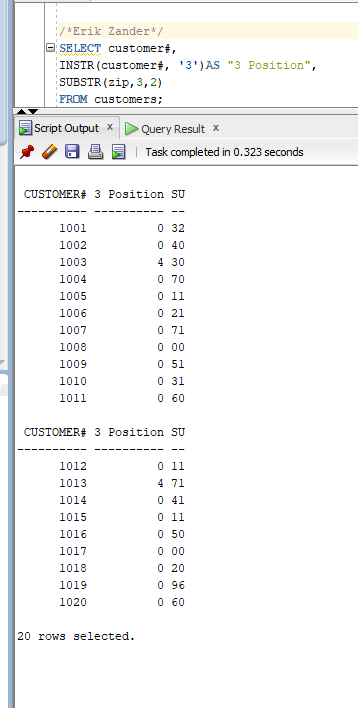 /*Erik Zander*/
SELECT customer#,
INSTR(customer#, '3')AS "3 Position",
SUBSTR(zip,3,2)
FROM customers;
Script Output x Query Result x
Task completed in 0.323 seconds
CUSTOMER# 3 Position SU
---------- ---------- --
1001 0 32
1002 0 40
1003 4 30
1004 0 70
1005 0 11
1006 0 21
1007 0 71
1008 0 00
1009 0 51
1010 0 31
1011 0 60
CUSTOMER# 3 Position SU
---------- ---------- --
1012 0 11
1013 4 71
1014 0 41
1015 0 11
1016 0 50
1017 0 00
1018 0 20
1019 0 96
1020 0 60
20 rows selected.